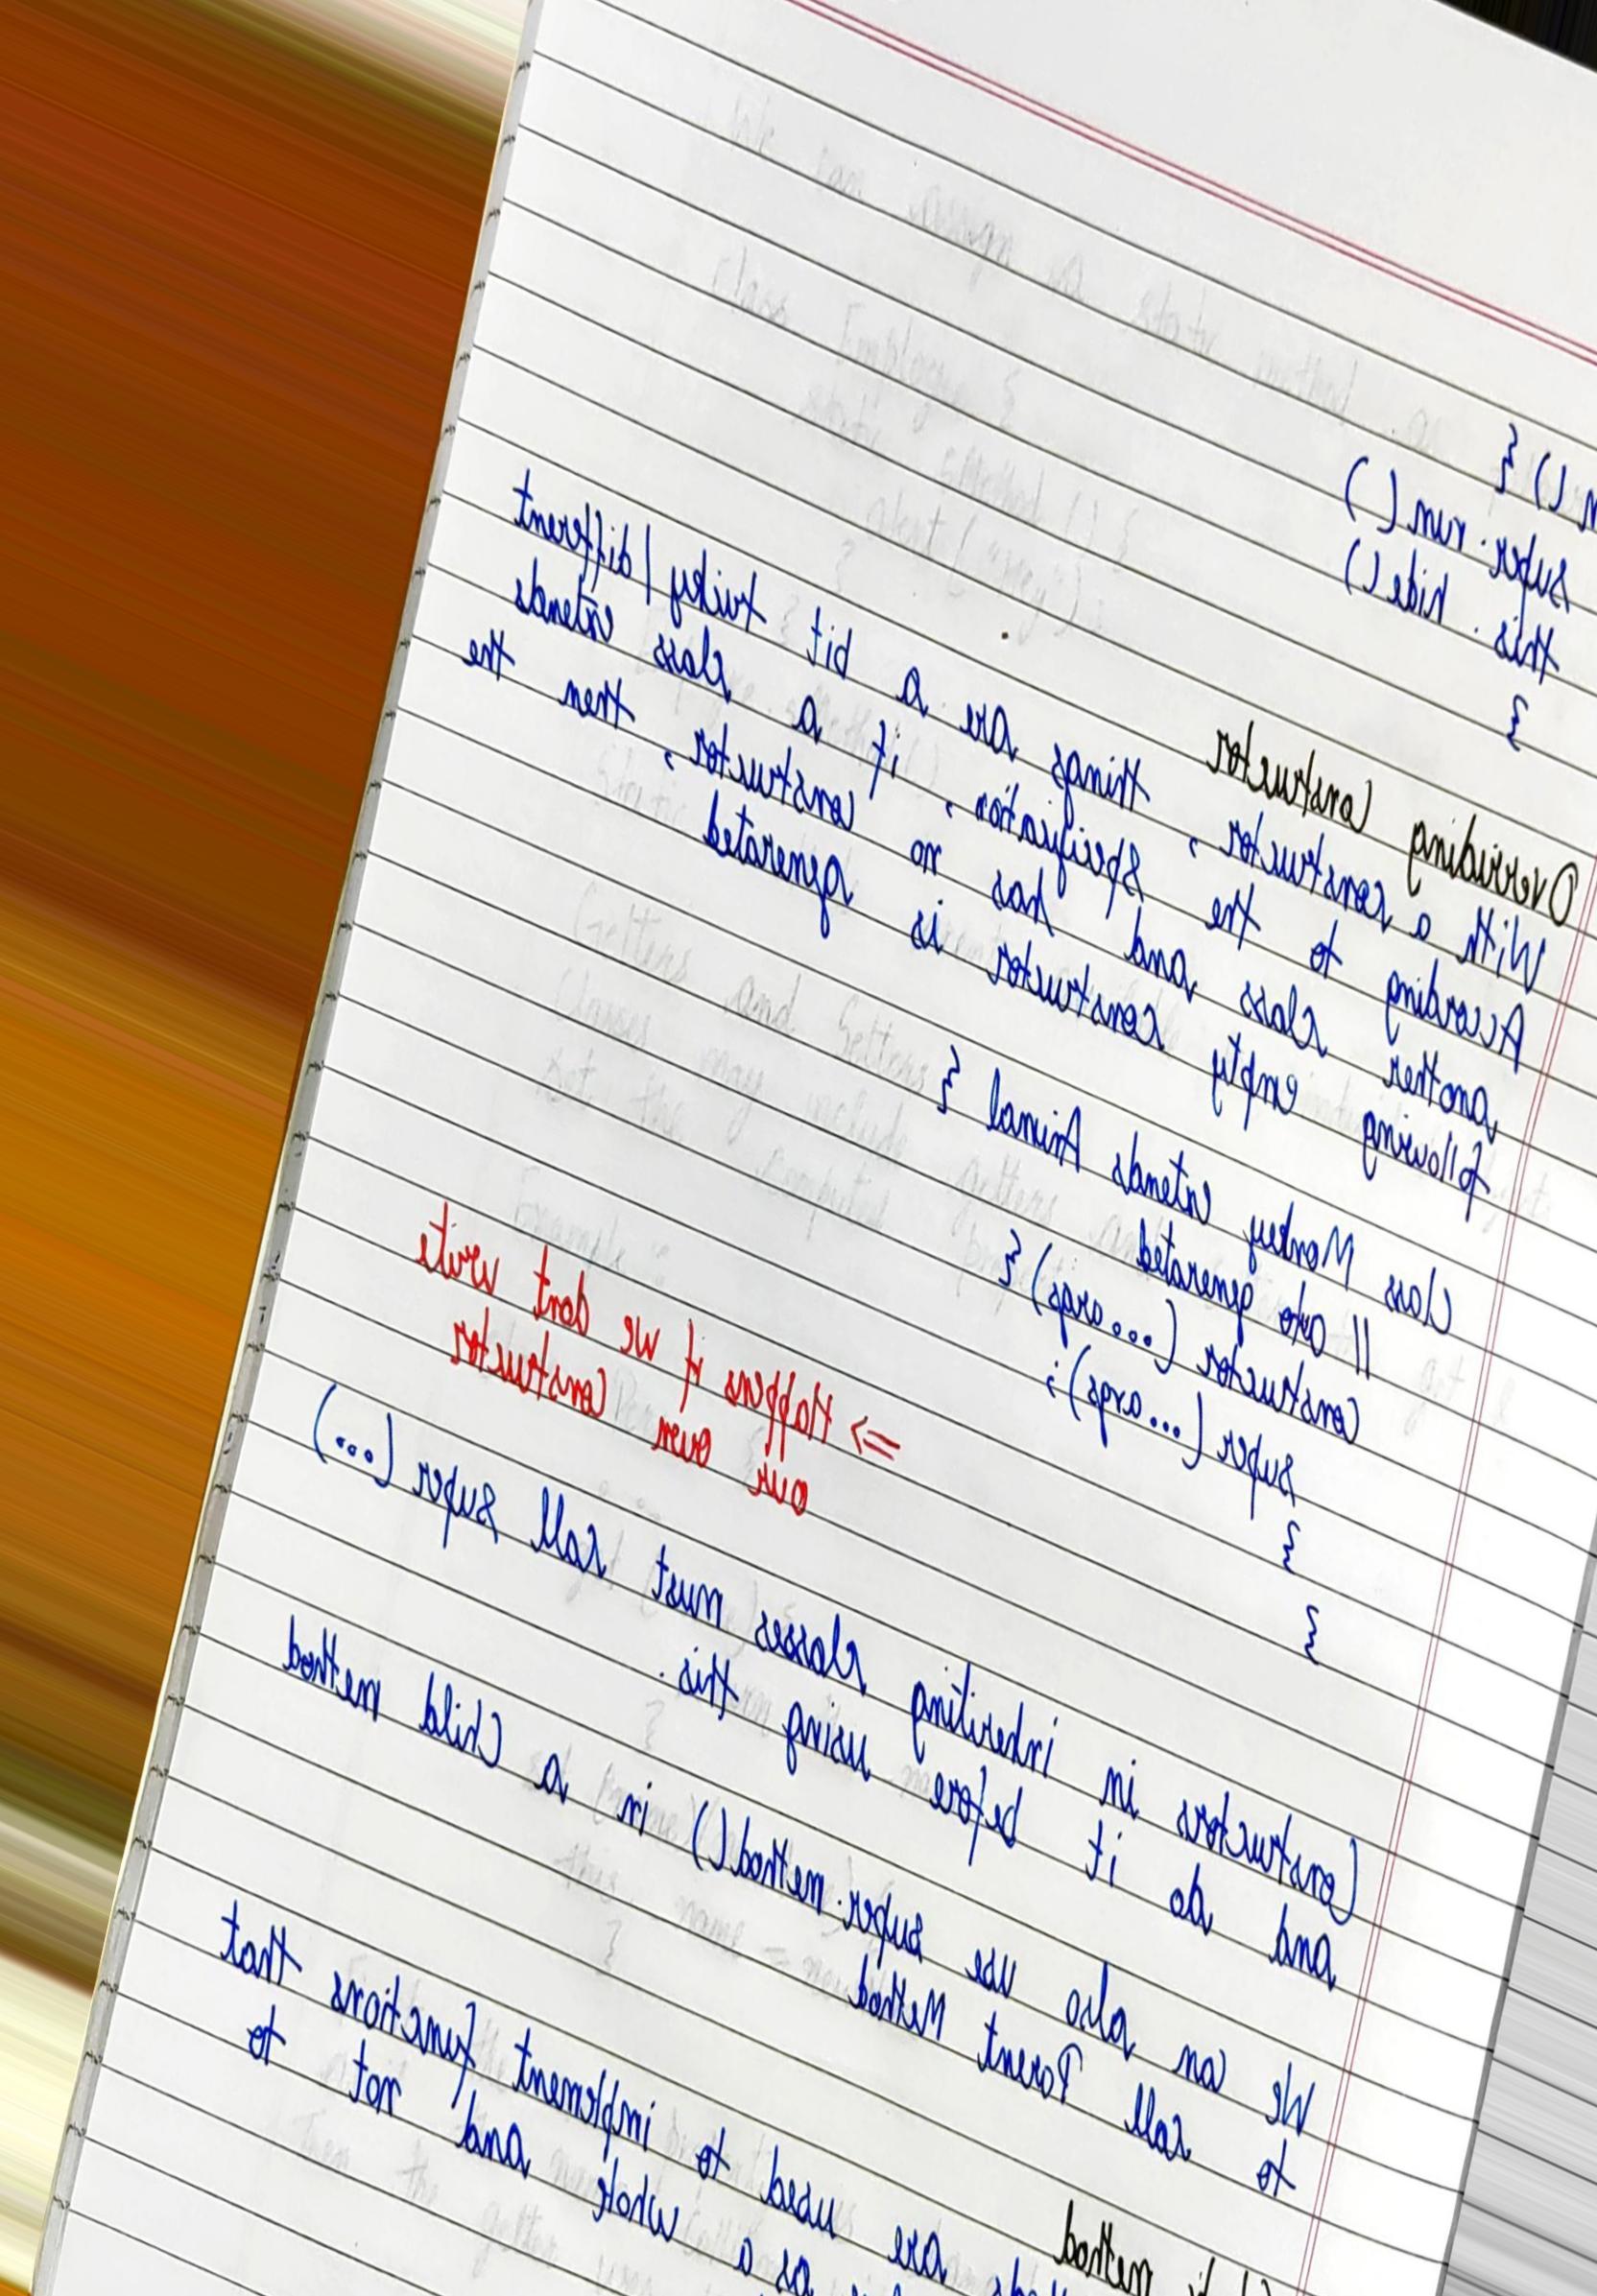 () {
super.run()
this.hide()
}
Overriding Constructor
With a constructor, things are a bit tricky/different
According to the specification, if a class extends
another class and has no constructor, then the
following empty constructor is generated
class Monkey extends Animal {
// auto generated
constructor (...args) {
super (...args);
}
}
=> Happens if we dont write
our own constructor
Constructors in inheriting classes must call super (...)
and do it before using this.
We can also use super.method() in a Child method
to call Parent Method
method
are used to implement functions that
as a whole and not to